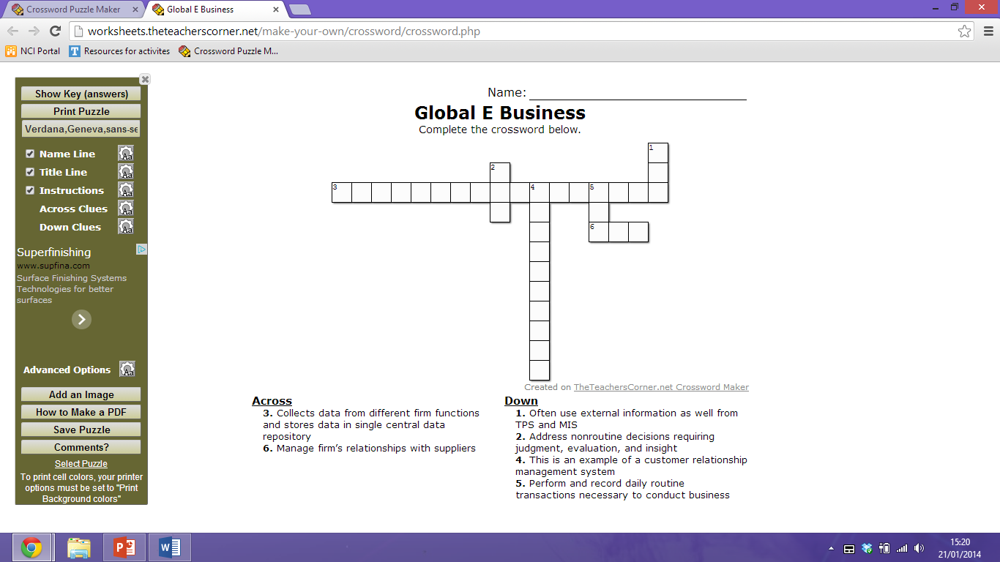 Crossword Puzzle Maker
Global E Business
worksheets.theteacherscorner.net/make-your-own/crossword/crossword.php
NCI Portal
Resources for activites
Crossword Puzzle M...
Show Key (answers)
Print Puzzle
Verdana,Geneva,sans-se
Name Line
Title Line
Instructions
Across Clues
Down Clues
Superfinishing
www.supfina.com
Surface Finishing Systems
Technologies for better
surfaces
Advanced Options
Add an Image
How to Make a PDF
Save Puzzle
Comments?
Select Puzzle
To print cell colors, your printer
options must be set to "Print
Background colors"
Name:
Global E Business
Complete the crossword below.
1
2
3 4 5
6
Created on TheTeachersCorner.net Crossword Maker
Across
3. Collects data from different firm functions
and stores data in single central data
repository
6. Manage firm's relationships with suppliers
Down
1. Often use external information as well from
TPS and MIS
2. Address nonroutine decisions requiring
judgment, evaluation, and insight
4. This is an example of a customer relationship
management system
5. Perform and record daily routine
transactions necessary to conduct business
15:20
21/01/2014